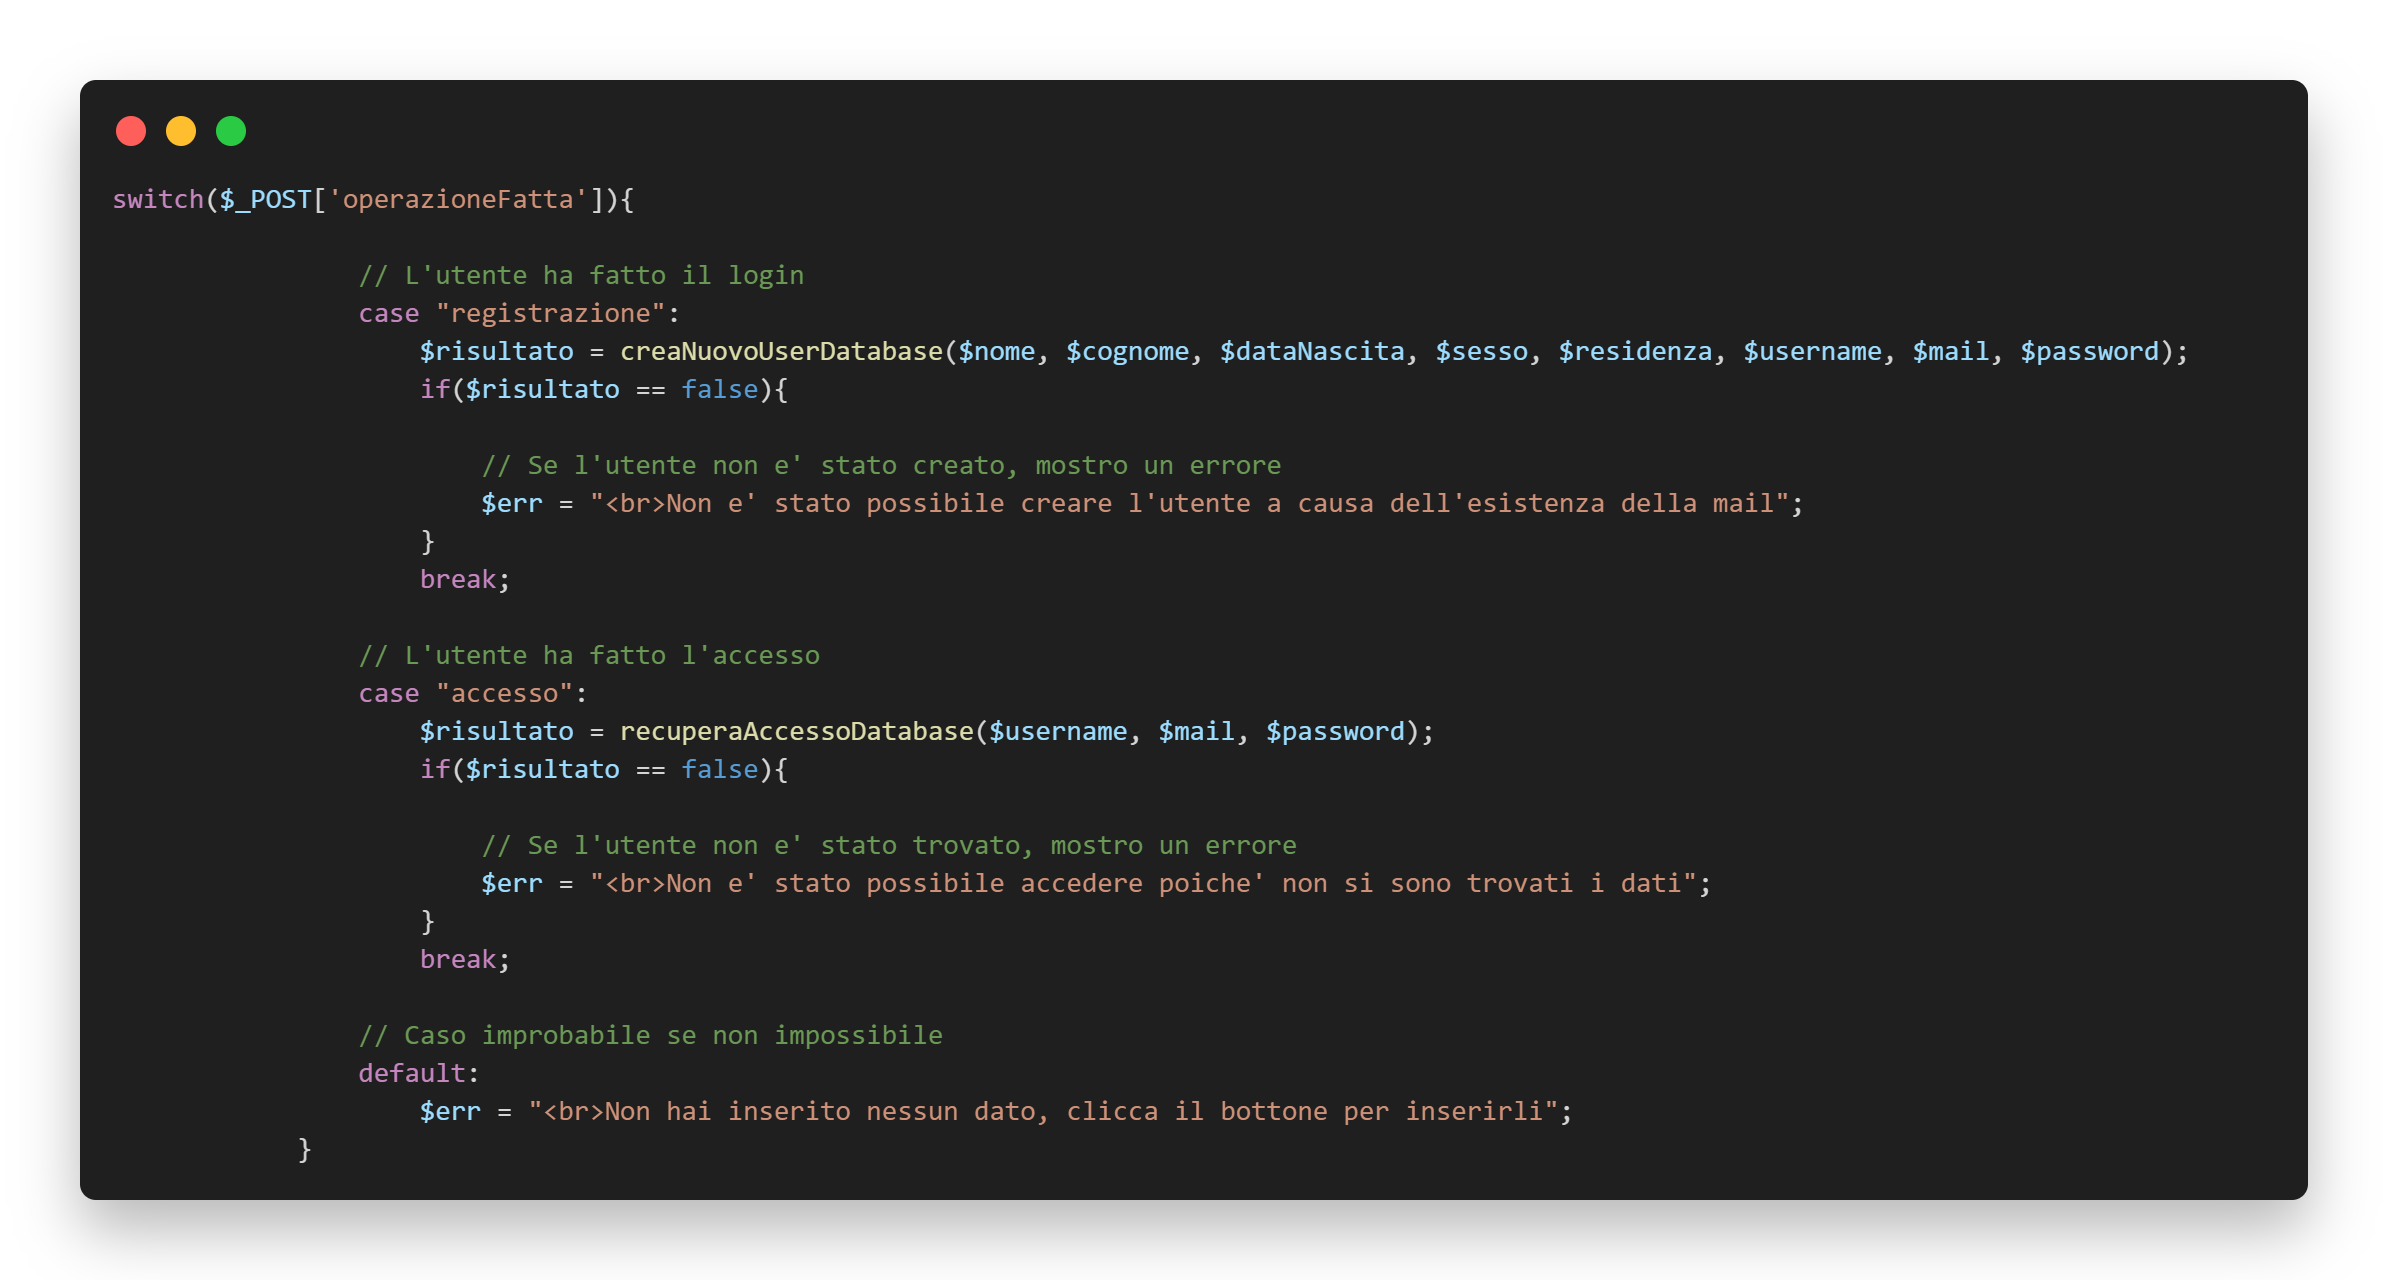 switch($_POST['operazioneFatta']){
// L'utente ha fatto il login
case "registrazione":
$risultato = creaNuovoUserDatabase($nome, $cognome, $dataNascita, $sesso, $residenza, $username, $mail, $password);
if($risultato == false){
// Se l'utente non e' stato creato, mostro un errore
$err = "<br>Non e' stato possibile creare l'utente a causa dell'esistenza della mail";
}
break;
// L'utente ha fatto l'accesso
case "accesso":
$risultato = recuperaAccessoDatabase($username, $mail, $password);
if($risultato == false){
// Se l'utente non e' stato trovato, mostro un errore
$err = "<br>Non e' stato possibile accedere poiche' non si sono trovati i dati";
}
break;
// Caso improbabile se non impossibile
default:
$err = "<br>Non hai inserito nessun dato, clicca il bottone per inserirli";
}